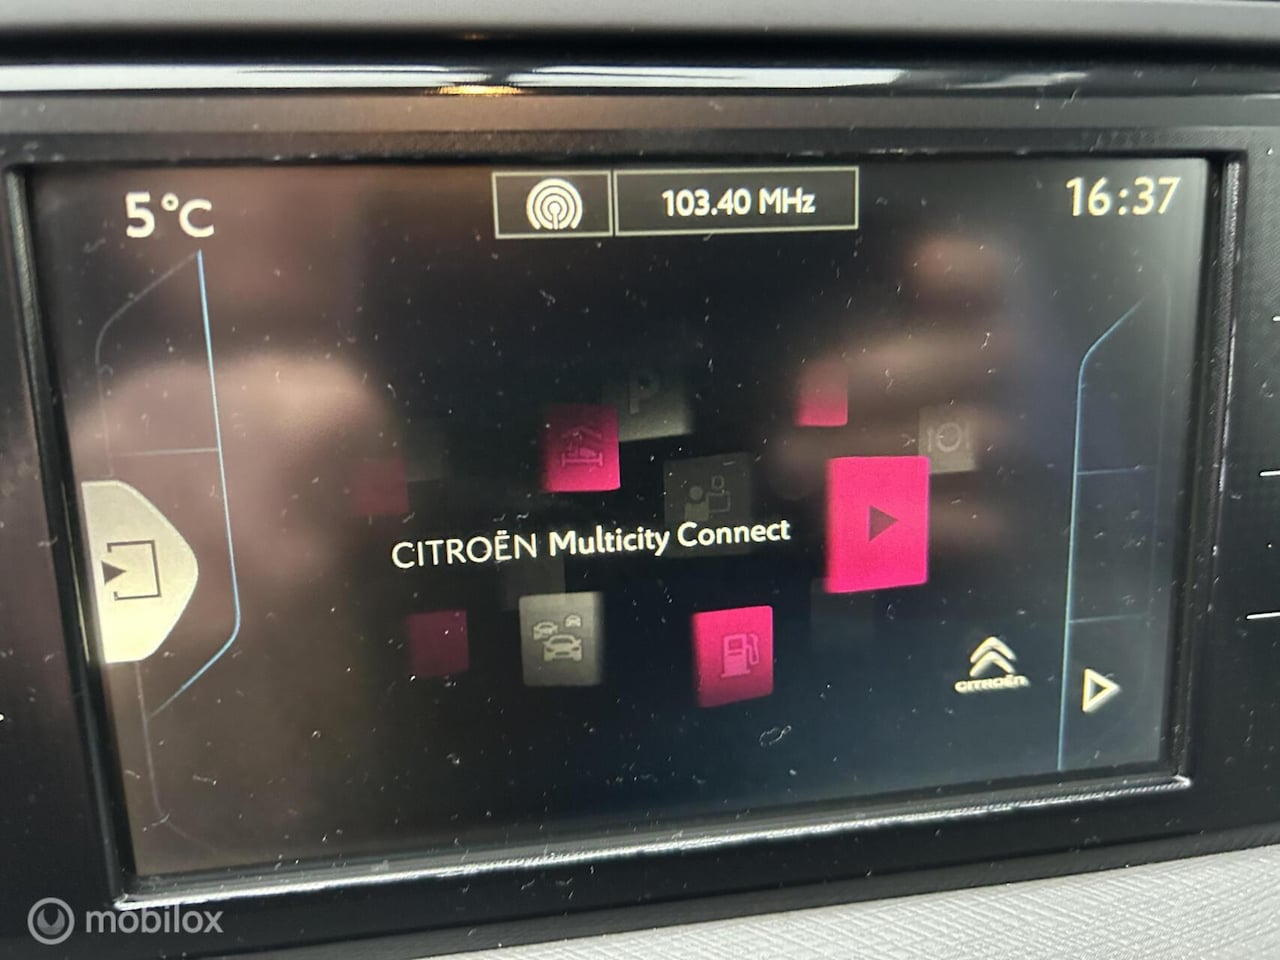 5°C
103.40 MHz
16:37
P
CITROËN Multicity Connect
CITROËN
mobilox